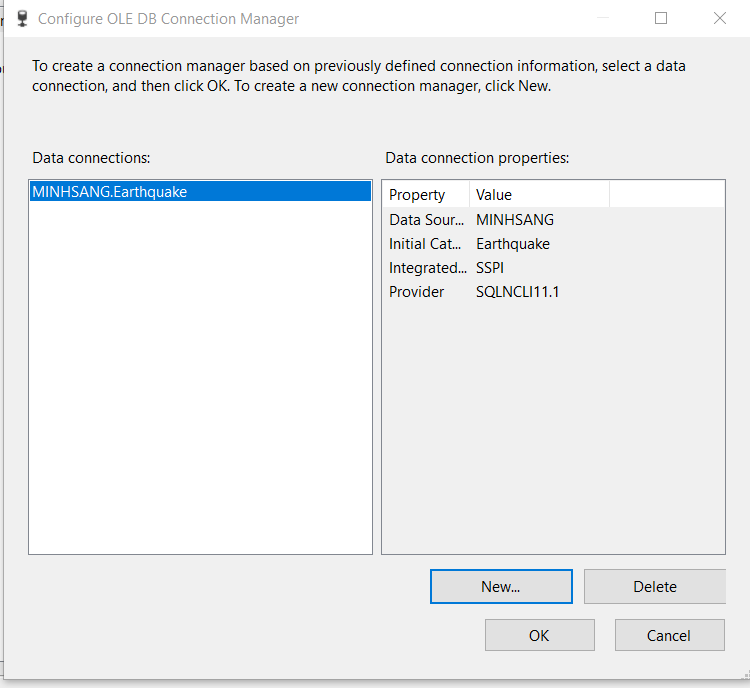 Configure OLE DB Connection Manager
To create a connection manager based on previously defined connection information, select a data
connection, and then click OK. To create a new connection manager, click New.
Data connections:
Data connection properties:
MINHSANG.Earthquake
Property Value
Data Sour... MINHSANG
Initial Cat... Earthquake
Integrated... SSPI
Provider SQLNCLI11.1
New... Delete
OK Cancel